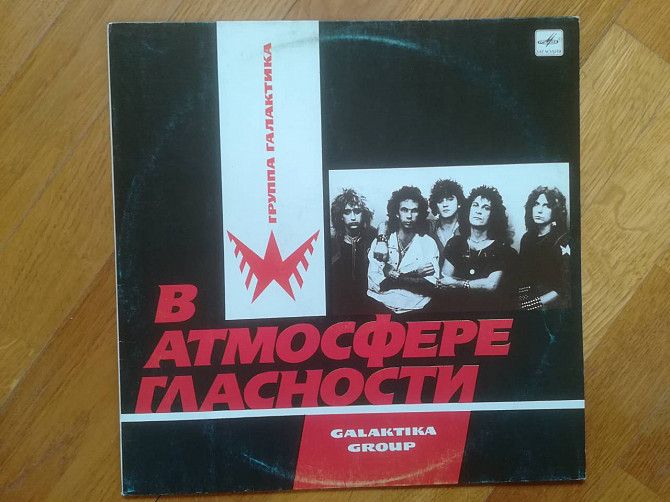 ГРУППА ГАЛАКТИКА
В
АТМОСФЕРЕ
ГЛАСНОСТИ
GALAKTIKA
GROUP